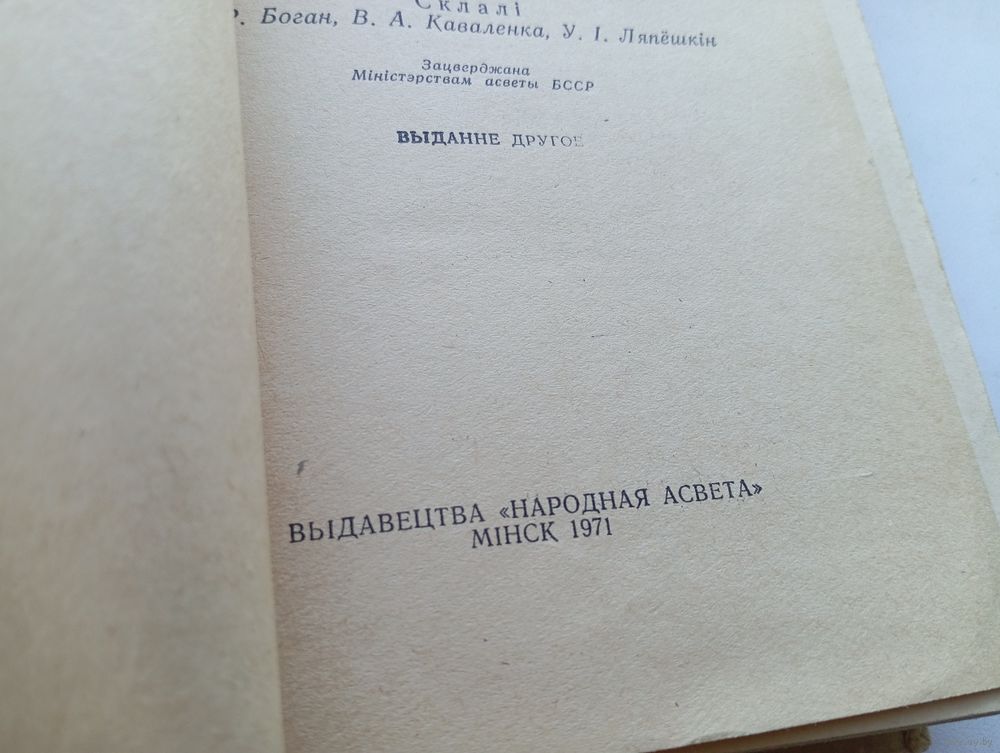 Склалі
Р. Боган, В. А. Каваленка, У. І. Ляпёшкін
Зацверджана
Міністэрствам асветы БССР
ВЫДАННЕ ДРУГОЕ
ВЫДАВЕЦТВА «НАРОДНАЯ АСВЕТА»
МІНСК 1971